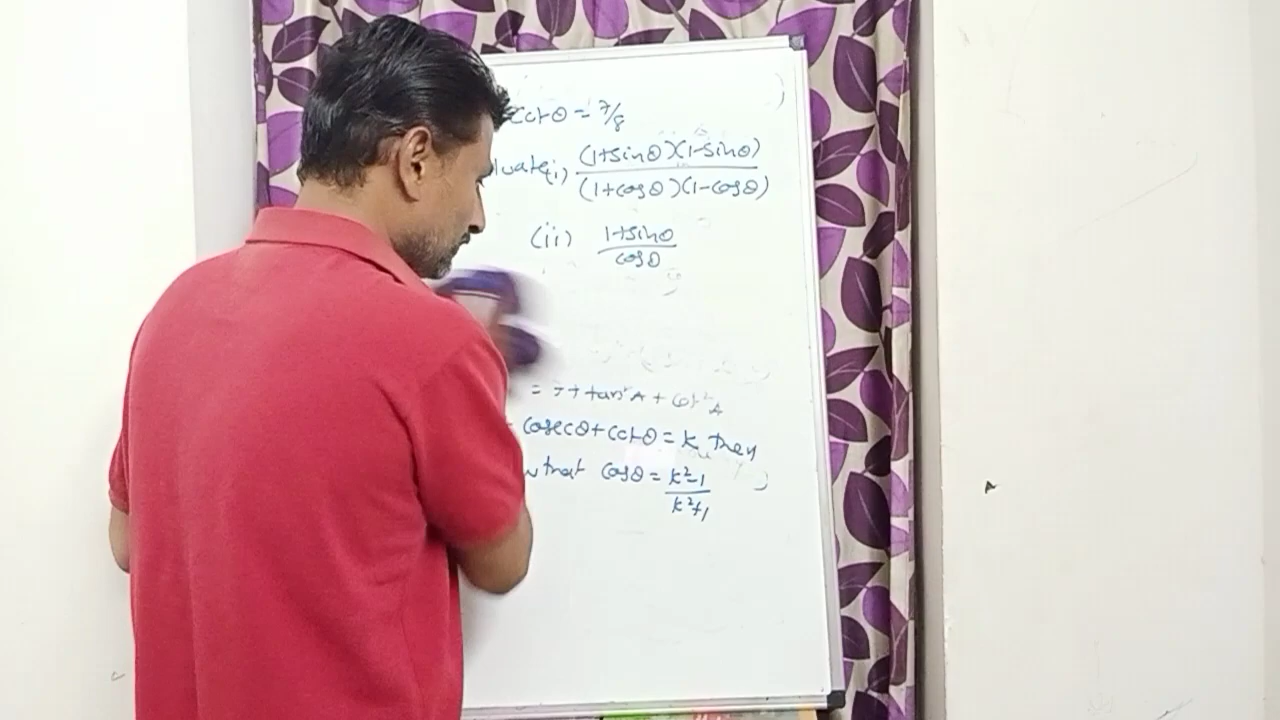 cotθ = 7/8
luate (i) (1+sinθ)(1-sinθ) / (1+cosθ)(1-cosθ)
(ii) 1+sinθ / cosθ
= 7+tan²A + cot²A
cosecθ+cotθ = k then
w that cosθ = k²-1 / k²+1